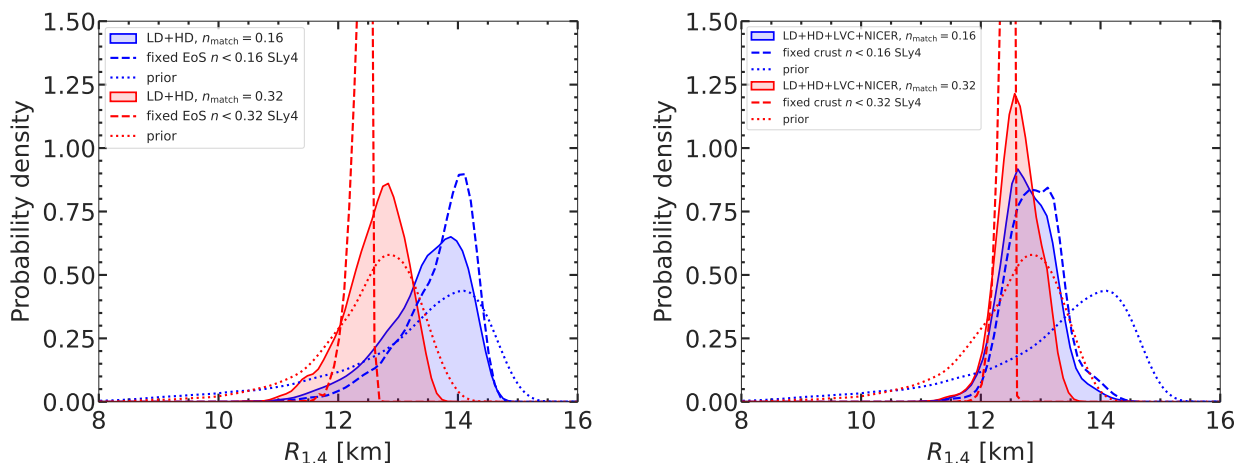 LD+HD, n_match = 0.16
fixed EoS n < 0.16 SLy4
prior
LD+HD, n_match = 0.32
fixed EoS n < 0.32 SLy4
prior
1.50
1.25
1.00
0.75
0.50
0.25
0.00
Probability density
8
10
12
14
16
R_1.4 [km]
LD+HD+LVC+NICER, n_match = 0.16
fixed crust n < 0.16 SLy4
prior
LD+HD+LVC+NICER, n_match = 0.32
fixed crust n < 0.32 SLy4
prior
1.50
1.25
1.00
0.75
0.50
0.25
0.00
Probability density
8
10
12
14
16
R_1.4 [km]